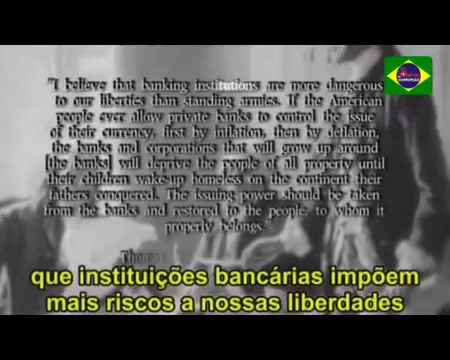 "I believe that banking institutions are more dangerous
to our liberties than standing armies. If the American
people ever allow private banks to control the issue
of their currency, first by inflation, then by deflation,
the banks and corporations that will grow up around
[the banks] will deprive the people of all property until
their children wake-up homeless on the continent their
fathers conquered. The issuing power should be taken
from the banks and restored to the people, to whom it
properly belongs."
que instituições bancárias impõem
mais riscos a nossas liberdades